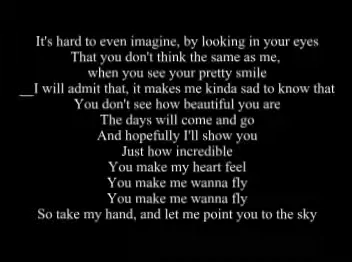 It's hard to even imagine, by looking in your eyes
That you don't think the same as me,
when you see your pretty smile
__I will admit that, it makes me kinda sad to know that
You don't see how beautiful you are
The days will come and go
And hopefully I'll show you
Just how incredible
You make my heart feel
You make me wanna fly
You make me wanna fly
So take my hand, and let me point you to the sky